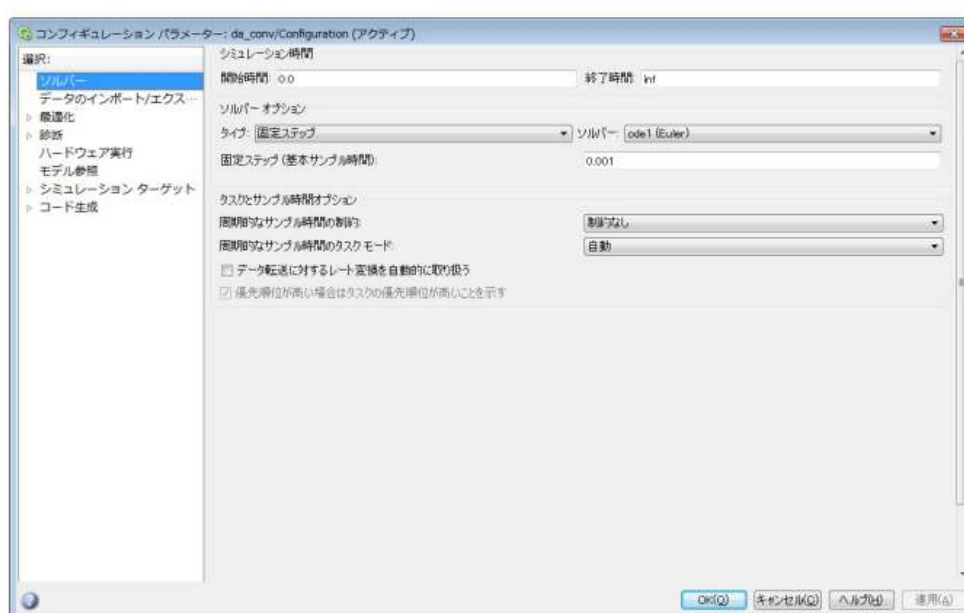 コンフィギュレーション パラメーター: da_conv/Configuration (アクティブ)
選択:
ソルバー
データのインポート/エクス…
最適化
診断
ハードウェア実行
モデル参照
シミュレーション ターゲット
コード生成
シミュレーション時間
開始時間: 0.0 終了時間: inf
ソルバー オプション
タイプ: 固定ステップ ソルバー: ode1 (Euler)
固定ステップ (基本サンプル時間): 0.001
タスクとサンプル時間オプション
周期的なサンプル時間の制約: 制約なし
周期的なサンプル時間のタスク モード: 自動
データ転送に対するレート変換を自動的に取り扱う
優先順位が高い場合はタスクの優先順位が高いことを示す
OK(O) キャンセル(C) ヘルプ(H) 適用(A)